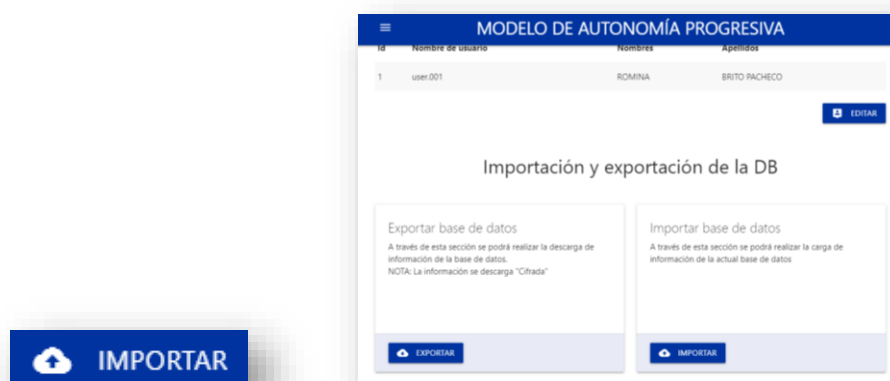 MODELO DE AUTONOMÍA PROGRESIVA
Id Nombre de usuario Nombres Apellidos
1 user.001 ROMINA BRITO PACHECO
EDITAR
Importación y exportación de la DB
Exportar base de datos
A través de esta sección se podrá realizar la descarga de
información de la base de datos.
NOTA: La información se descarga "Cifrada"
EXPORTAR
Importar base de datos
A través de esta sección se podrá realizar la carga de
información de la actual base de datos
IMPORTAR
IMPORTAR